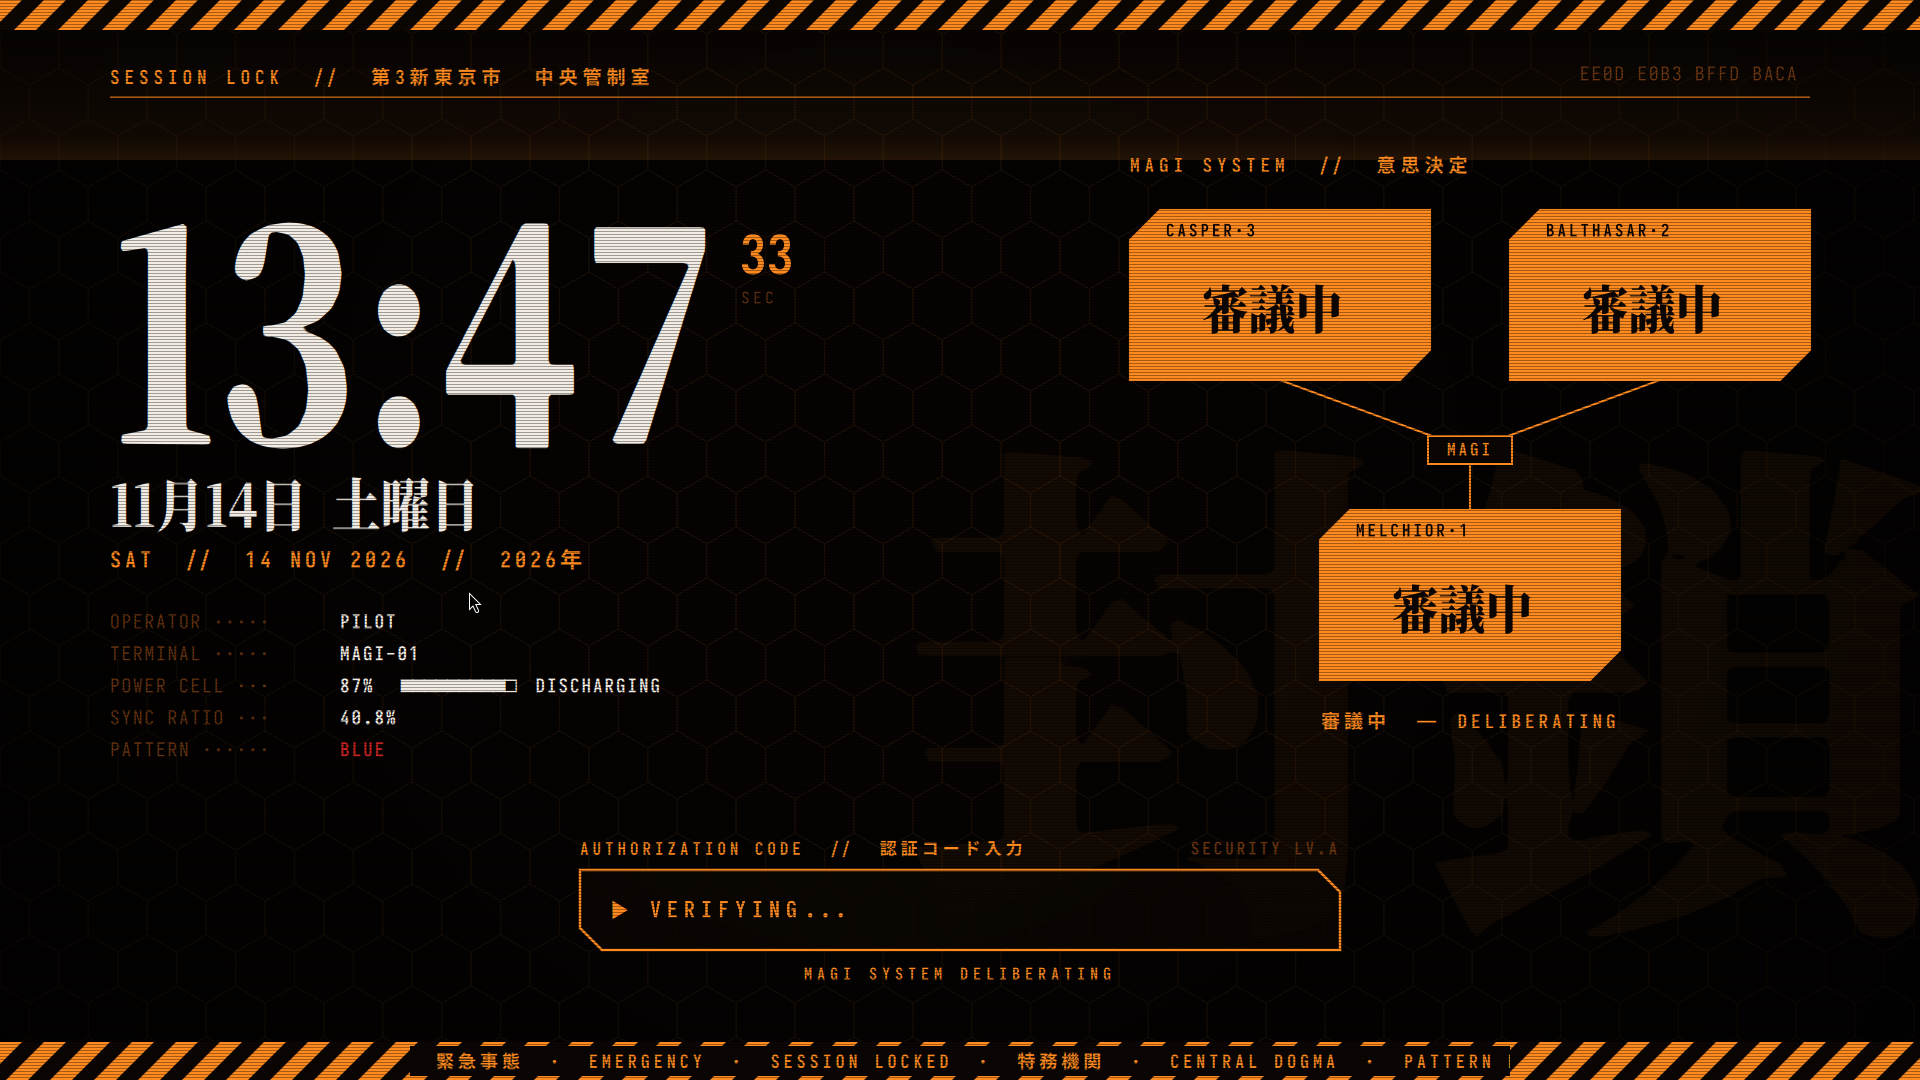 SESSION LOCK // 第3新東京市 中央管制室
EE0D E0B3 BFFD BACA
13:47
33
SEC
11月14日 土曜日
SAT // 14 NOV 2026 // 2026年
OPERATOR ····· PILOT
TERMINAL ····· MAGI-01
POWER CELL ··· 87% DISCHARGING
SYNC RATIO ··· 40.8%
PATTERN ······ BLUE
MAGI SYSTEM // 意思決定
CASPER·3
審議中
BALTHASAR·2
審議中
MAGI
MELCHIOR·1
審議中
審議中 — DELIBERATING
封鎖
AUTHORIZATION CODE // 認証コード入力
SECURITY LV.A
▶ VERIFYING...
MAGI SYSTEM DELIBERATING
緊急事態 · EMERGENCY · SESSION LOCKED · 特務機関 · CENTRAL DOGMA · PATTERN